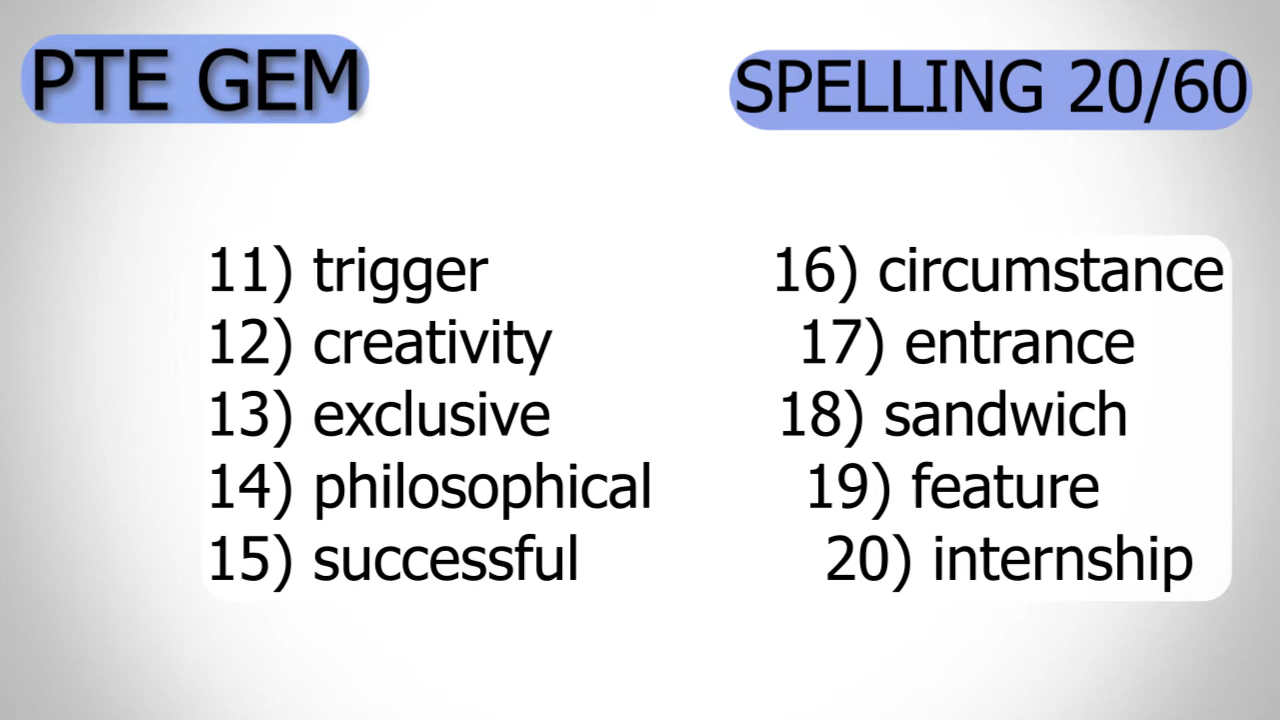 PTE GEM
SPELLING 20/60
11) trigger
12) creativity
13) exclusive
14) philosophical
15) successful
16) circumstance
17) entrance
18) sandwich
19) feature
20) internship